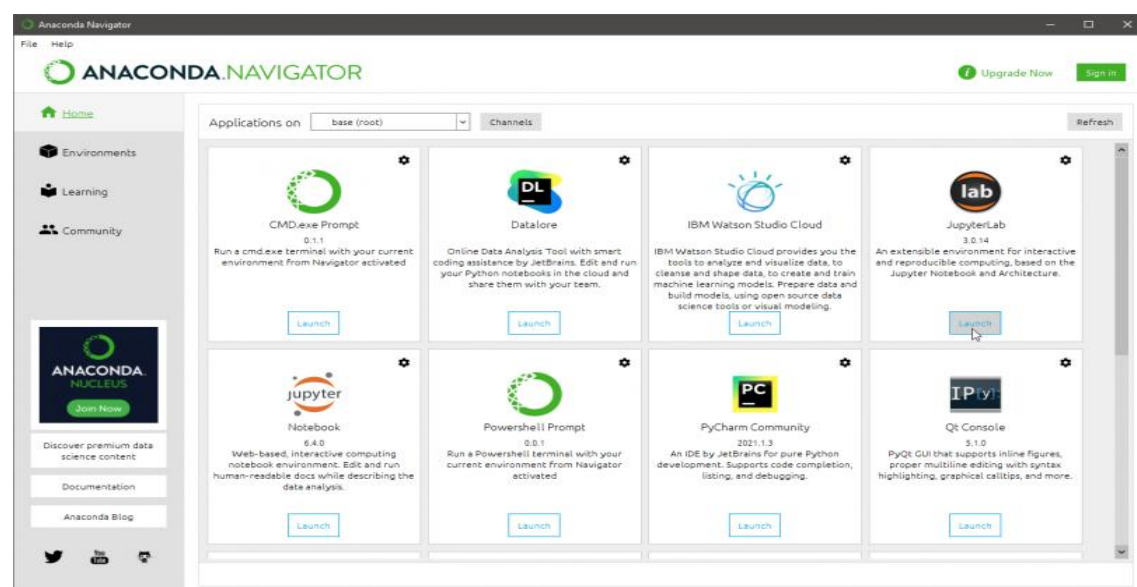 Anaconda Navigator
File Help
ANACONDA.NAVIGATOR
Upgrade Now
Sign in
Home
Environments
Learning
Community
Applications on
base (root)
Channels
Refresh
CMD.exe Prompt
0.1.1
Run a cmd.exe terminal with your current
environment from Navigator activated
Launch
DL
Datalore
Online Data Analysis Tool with smart
coding assistance by JetBrains. Edit and run
your Python notebooks in the cloud and
share them with your team.
Launch
IBM Watson Studio Cloud
IBM Watson Studio Cloud provides you the
tools to analyze and visualize data, to
cleanse and shape data, to create and train
machine learning models. Prepare data and
build models, using open source data
science tools or visual modeling.
Launch
lab
JupyterLab
3.0.14
An extensible environment for interactive
and reproducible computing, based on the
Jupyter Notebook and Architecture.
Launch
jupyter
Notebook
6.4.0
Web-based, interactive computing
notebook environment. Edit and run
human-readable docs while describing the
data analysis.
Launch
Powershell Prompt
0.0.1
Run a Powershell terminal with your
current environment from Navigator
activated
Launch
PC
PyCharm Community
2021.1.3
An IDE by JetBrains for pure Python
development. Supports code completion,
listing, and debugging.
Launch
IP[y]:
Qt Console
5.1.0
PyQt GUI that supports inline figures,
proper multiline editing with syntax
highlighting, graphical calltips, and more.
Launch
ANACONDA.
NUCLEUS
Join Now
Discover premium data
science content
Documentation
Anaconda Blog
You
Tube